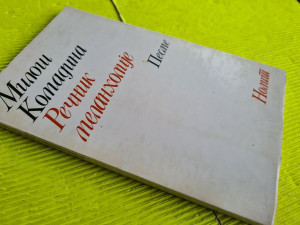 Милош
Комадина
Речник
меланхолије
Песме
Нолит